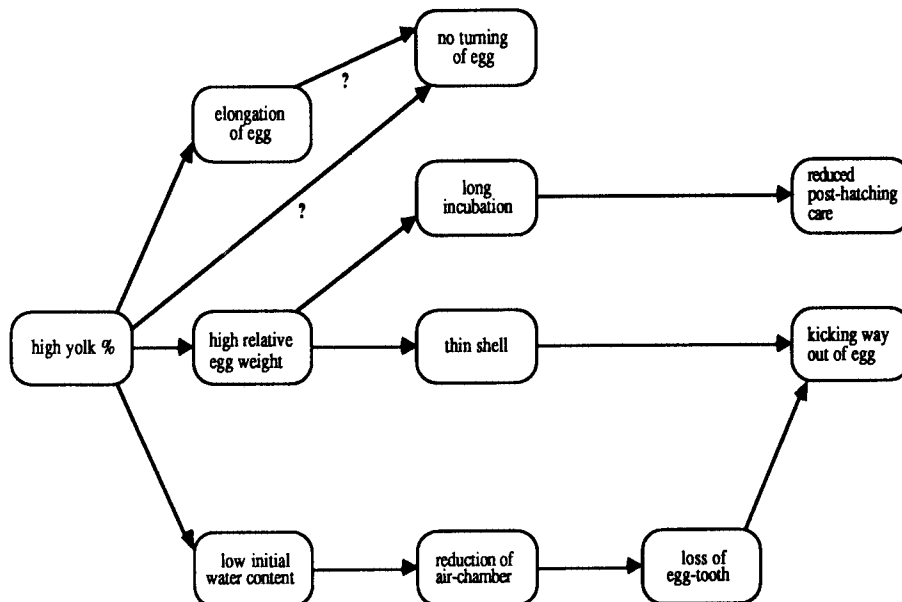 no turning
of egg
?
elongation
of egg
?
long
incubation
reduced
post-hatching
care
high yolk %
high relative
egg weight
thin shell
kicking way
out of egg
low initial
water content
reduction of
air-chamber
loss of
egg-tooth